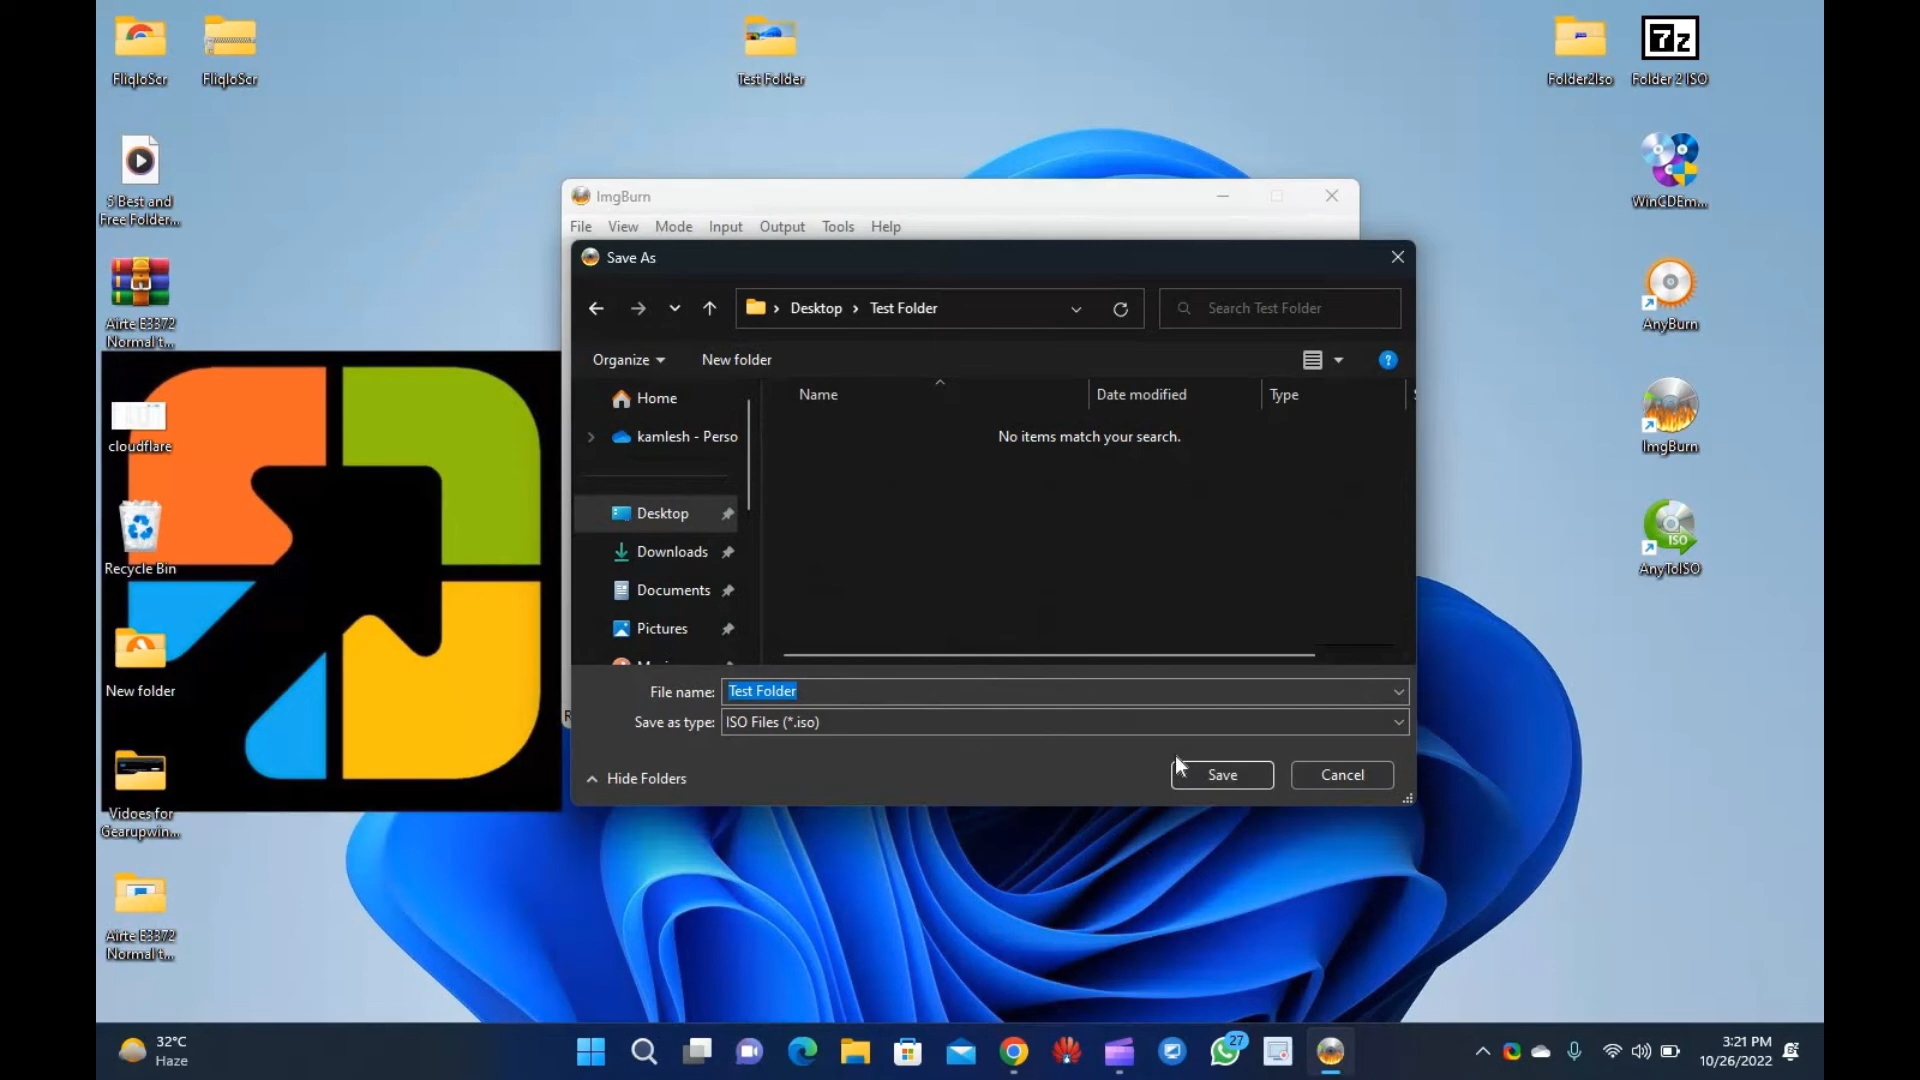 FliqloScr
FliqloScr
Test Folder
Folder2Iso
Folder 2 ISO
7z
5 Best and
Free Folder...
WinCDEm...
Airte E3372
Normal t...
AnyBurn
cloudflare
ImgBurn
Recycle Bin
ISO
AnyToISO
New folder
Vidoes for
Gearupwin...
Airte E3372
Normal t...
ImgBurn
File View Mode Input Output Tools Help
Save As
Desktop Test Folder
Search Test Folder
Organize
New folder
?
Name
Date modified
Type
Home
No items match your search.
kamlesh - Perso
Desktop
Downloads
Documents
Pictures
File name: Test Folder
Save as type: ISO Files (*.iso)
Hide Folders
Save
Cancel
32°C
Haze
27
3:21 PM
10/26/2022